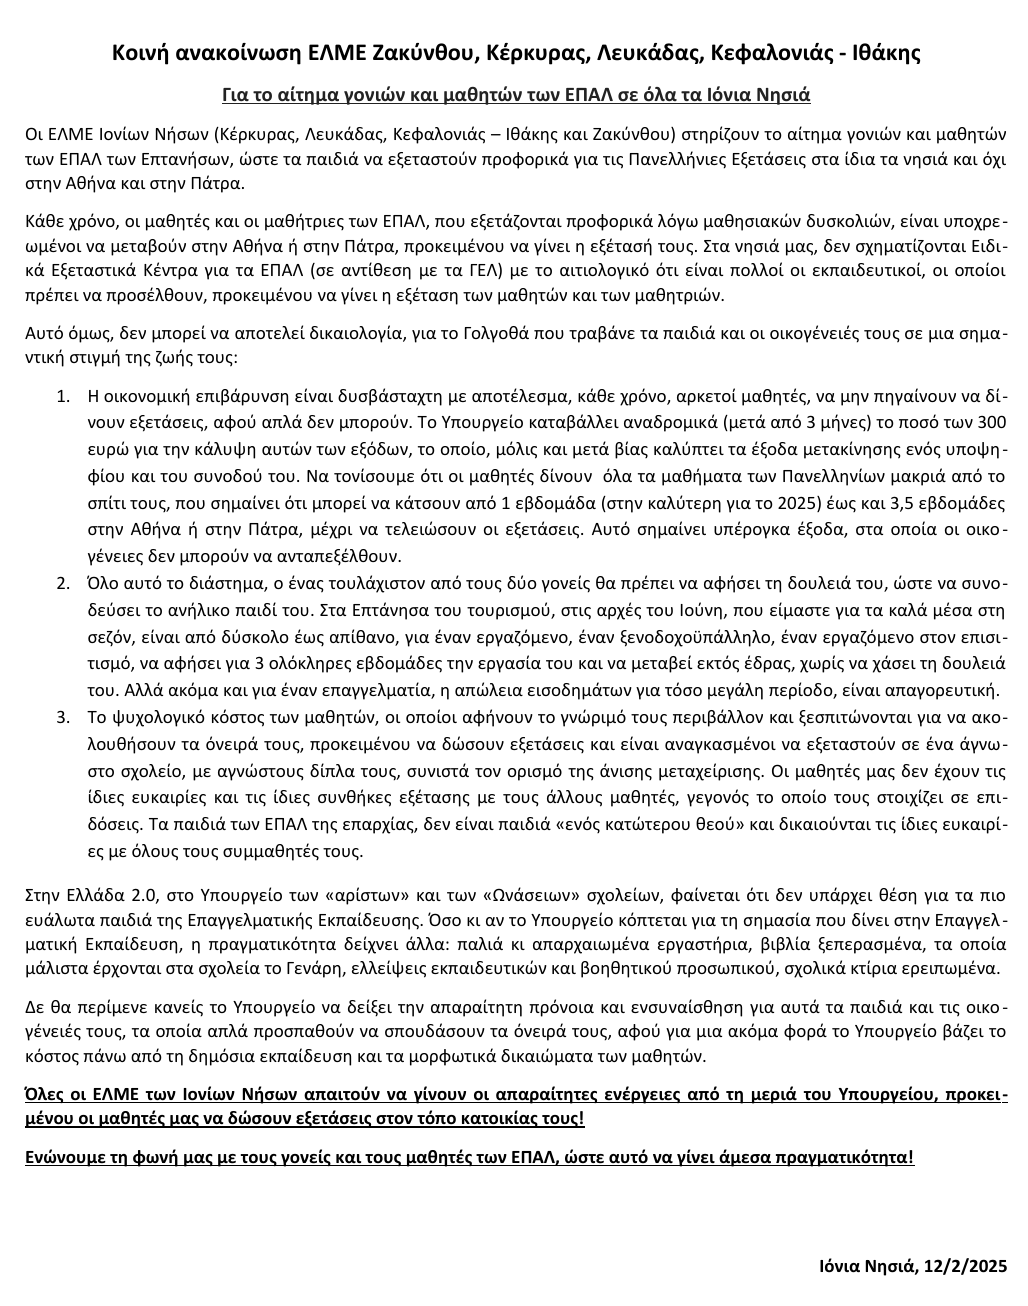 Κοινή ανακοίνωση ΕΛΜΕ Ζακύνθου, Κέρκυρας, Λευκάδας, Κεφαλονιάς - Ιθάκης
Για το αίτημα γονιών και μαθητών των ΕΠΑΛ σε όλα τα Ιόνια Νησιά
Οι ΕΛΜΕ Ιονίων Νήσων (Κέρκυρας, Λευκάδας, Κεφαλονιάς – Ιθάκης και Ζακύνθου) στηρίζουν το αίτημα γονιών και μαθητών
των ΕΠΑΛ των Επτανήσων, ώστε τα παιδιά να εξεταστούν προφορικά για τις Πανελλήνιες Εξετάσεις στα ίδια τα νησιά και όχι
στην Αθήνα και στην Πάτρα.
Κάθε χρόνο, οι μαθητές και οι μαθήτριες των ΕΠΑΛ, που εξετάζονται προφορικά λόγω μαθησιακών δυσκολιών, είναι υποχρε-
ωμένοι να μεταβούν στην Αθήνα ή στην Πάτρα, προκειμένου να γίνει η εξέτασή τους. Στα νησιά μας, δεν σχηματίζονται Ειδι-
κά Εξεταστικά Κέντρα για τα ΕΠΑΛ (σε αντίθεση με τα ΓΕΛ) με το αιτιολογικό ότι είναι πολλοί οι εκπαιδευτικοί, οι οποίοι
πρέπει να προσέλθουν, προκειμένου να γίνει η εξέταση των μαθητών και των μαθητριών.
Αυτό όμως, δεν μπορεί να αποτελεί δικαιολογία, για το Γολγοθά που τραβάνε τα παιδιά και οι οικογένειές τους σε μια σημα-
ντική στιγμή της ζωής τους:
1. Η οικονομική επιβάρυνση είναι δυσβάσταχτη με αποτέλεσμα, κάθε χρόνο, αρκετοί μαθητές, να μην πηγαίνουν να δί-
νουν εξετάσεις, αφού απλά δεν μπορούν. Το Υπουργείο καταβάλλει αναδρομικά (μετά από 3 μήνες) το ποσό των 300
ευρώ για την κάλυψη αυτών των εξόδων, το οποίο, μόλις και μετά βίας καλύπτει τα έξοδα μετακίνησης ενός υποψη-
φίου και του συνοδού του. Να τονίσουμε ότι οι μαθητές δίνουν  όλα τα μαθήματα των Πανελληνίων μακριά από το
σπίτι τους, που σημαίνει ότι μπορεί να κάτσουν από 1 εβδομάδα (στην καλύτερη για το 2025) έως και 3,5 εβδομάδες
στην Αθήνα ή στην Πάτρα, μέχρι να τελειώσουν οι εξετάσεις. Αυτό σημαίνει υπέρογκα έξοδα, στα οποία οι οικο-
γένειες δεν μπορούν να ανταπεξέλθουν.
2. Όλο αυτό το διάστημα, ο ένας τουλάχιστον από τους δύο γονείς θα πρέπει να αφήσει τη δουλειά του, ώστε να συνο-
δεύσει το ανήλικο παιδί του. Στα Επτάνησα του τουρισμού, στις αρχές του Ιούνη, που είμαστε για τα καλά μέσα στη
σεζόν, είναι από δύσκολο έως απίθανο, για έναν εργαζόμενο, έναν ξενοδοχοϋπάλληλο, έναν εργαζόμενο στον επισι-
τισμό, να αφήσει για 3 ολόκληρες εβδομάδες την εργασία του και να μεταβεί εκτός έδρας, χωρίς να χάσει τη δουλειά
του. Αλλά ακόμα και για έναν επαγγελματία, η απώλεια εισοδημάτων για τόσο μεγάλη περίοδο, είναι απαγορευτική.
3. Το ψυχολογικό κόστος των μαθητών, οι οποίοι αφήνουν το γνώριμό τους περιβάλλον και ξεσπιτώνονται για να ακο-
λουθήσουν τα όνειρά τους, προκειμένου να δώσουν εξετάσεις και είναι αναγκασμένοι να εξεταστούν σε ένα άγνω-
στο σχολείο, με αγνώστους δίπλα τους, συνιστά τον ορισμό της άνισης μεταχείρισης. Οι μαθητές μας δεν έχουν τις
ίδιες ευκαιρίες και τις ίδιες συνθήκες εξέτασης με τους άλλους μαθητές, γεγονός το οποίο τους στοιχίζει σε επι-
δόσεις. Τα παιδιά των ΕΠΑΛ της επαρχίας, δεν είναι παιδιά «ενός κατώτερου θεού» και δικαιούνται τις ίδιες ευκαιρί-
ες με όλους τους συμμαθητές τους.
Στην Ελλάδα 2.0, στο Υπουργείο των «αρίστων» και των «Ωνάσειων» σχολείων, φαίνεται ότι δεν υπάρχει θέση για τα πιο
ευάλωτα παιδιά της Επαγγελματικής Εκπαίδευσης. Όσο κι αν το Υπουργείο κόπτεται για τη σημασία που δίνει στην Επαγγελ-
ματική Εκπαίδευση, η πραγματικότητα δείχνει άλλα: παλιά κι απαρχαιωμένα εργαστήρια, βιβλία ξεπερασμένα, τα οποία
μάλιστα έρχονται στα σχολεία το Γενάρη, ελλείψεις εκπαιδευτικών και βοηθητικού προσωπικού, σχολικά κτίρια ερειπωμένα.
Δε θα περίμενε κανείς το Υπουργείο να δείξει την απαραίτητη πρόνοια και ενσυναίσθηση για αυτά τα παιδιά και τις οικο-
γένειές τους, τα οποία απλά προσπαθούν να σπουδάσουν τα όνειρά τους, αφού για μια ακόμα φορά το Υπουργείο βάζει το
κόστος πάνω από τη δημόσια εκπαίδευση και τα μορφωτικά δικαιώματα των μαθητών.
Όλες οι ΕΛΜΕ των Ιονίων Νήσων απαιτούν να γίνουν οι απαραίτητες ενέργειες από τη μεριά του Υπουργείου, προκει-
μένου οι μαθητές μας να δώσουν εξετάσεις στον τόπο κατοικίας τους!
Ενώνουμε τη φωνή μας με τους γονείς και τους μαθητές των ΕΠΑΛ, ώστε αυτό να γίνει άμεσα πραγματικότητα!
Ιόνια Νησιά, 12/2/2025